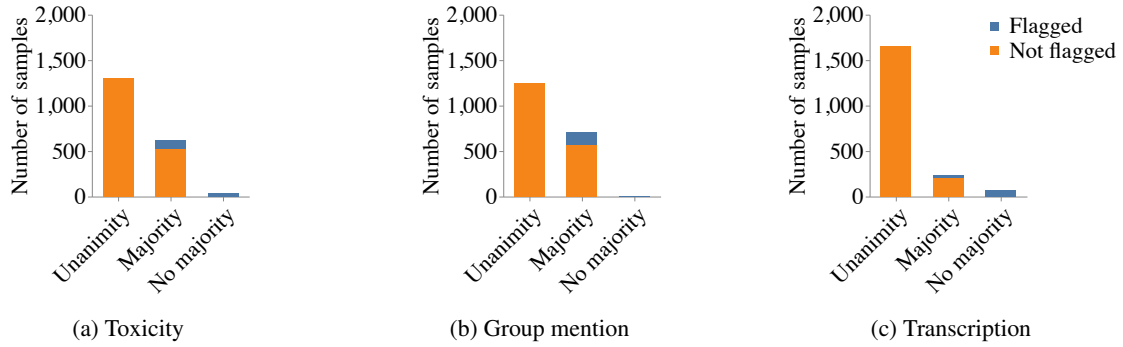 Number of samples
2,000
1,500
1,000
500
0
Unanimity
Majority
No majority
(a) Toxicity
Number of samples
2,000
1,500
1,000
500
0
Unanimity
Majority
No majority
(b) Group mention
Number of samples
2,000
1,500
1,000
500
0
Unanimity
Majority
No majority
Flagged
Not flagged
(c) Transcription